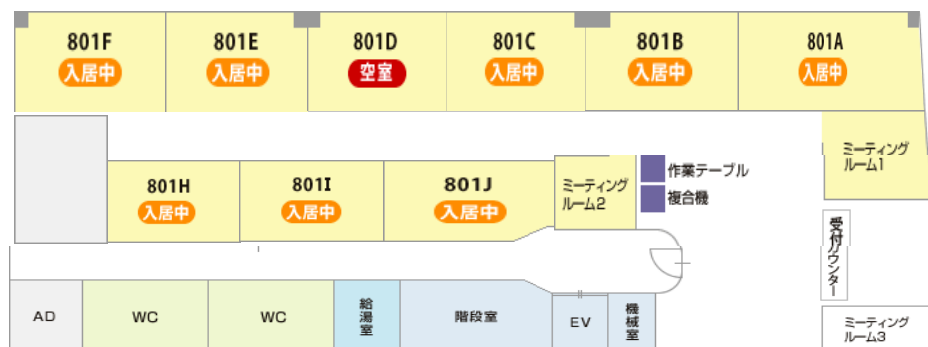 801F
入居中
801E
入居中
801D
空室
801C
入居中
801B
入居中
801A
入居中
ミーティング
ルーム1
801H
入居中
801I
入居中
801J
入居中
ミーティング
ルーム2
作業テーブル
複合機
受付カウンター
AD
WC
WC
給湯室
階段室
EV
機械室
ミーティング
ルーム3